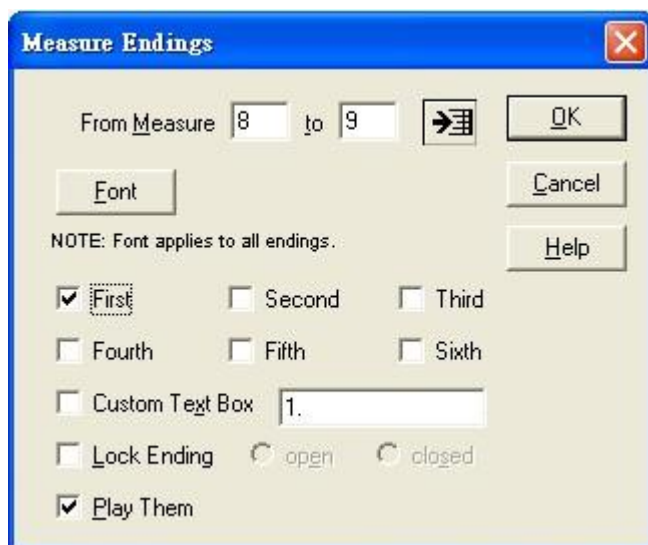 Measure Endings
From Measure 8 to 9 OK
Font Cancel
NOTE: Font applies to all endings.
Help
First Second Third
Fourth Fifth Sixth
Custom Text Box 1.
Lock Ending open closed
Play Them